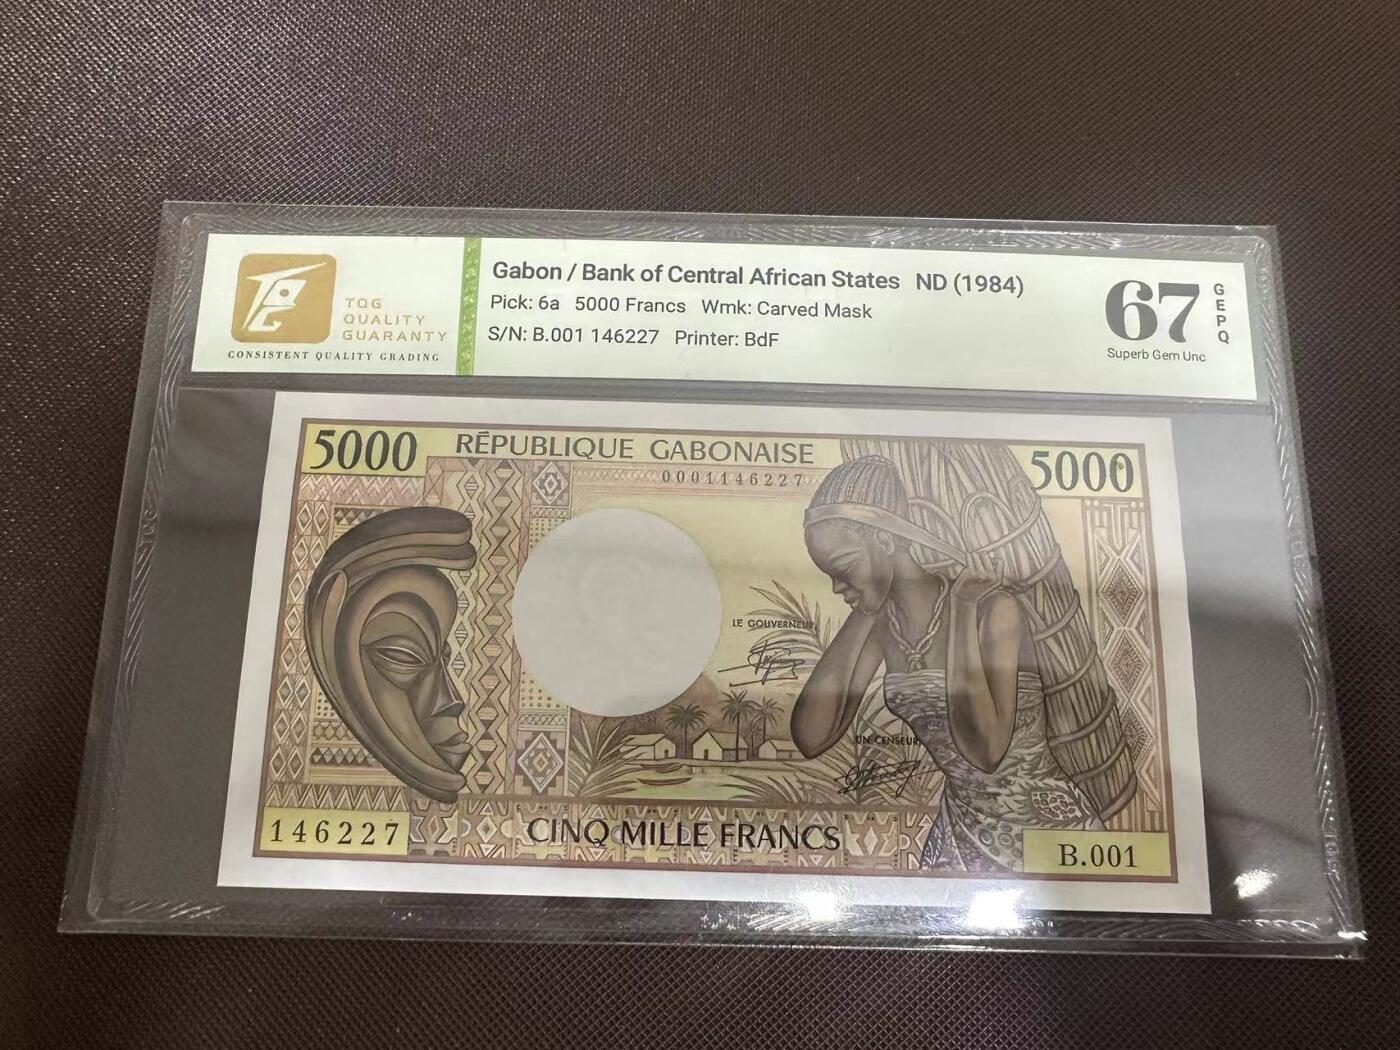 TQG
QUALITY
GUARANTY
CONSISTENT QUALITY GRADING
Gabon / Bank of Central African States ND (1984)
Pick: 6a 5000 Francs Wmk: Carved Mask
S/N: B.001 146227 Printer: BdF
67
GEPQ
Superb Gem Unc
5000
RÉPUBLIQUE GABONAISE
5000
0001146227
LE GOUVERNEUR,
UN CENSEUR,
146227
CINQ MILLE FRANCS
B.001